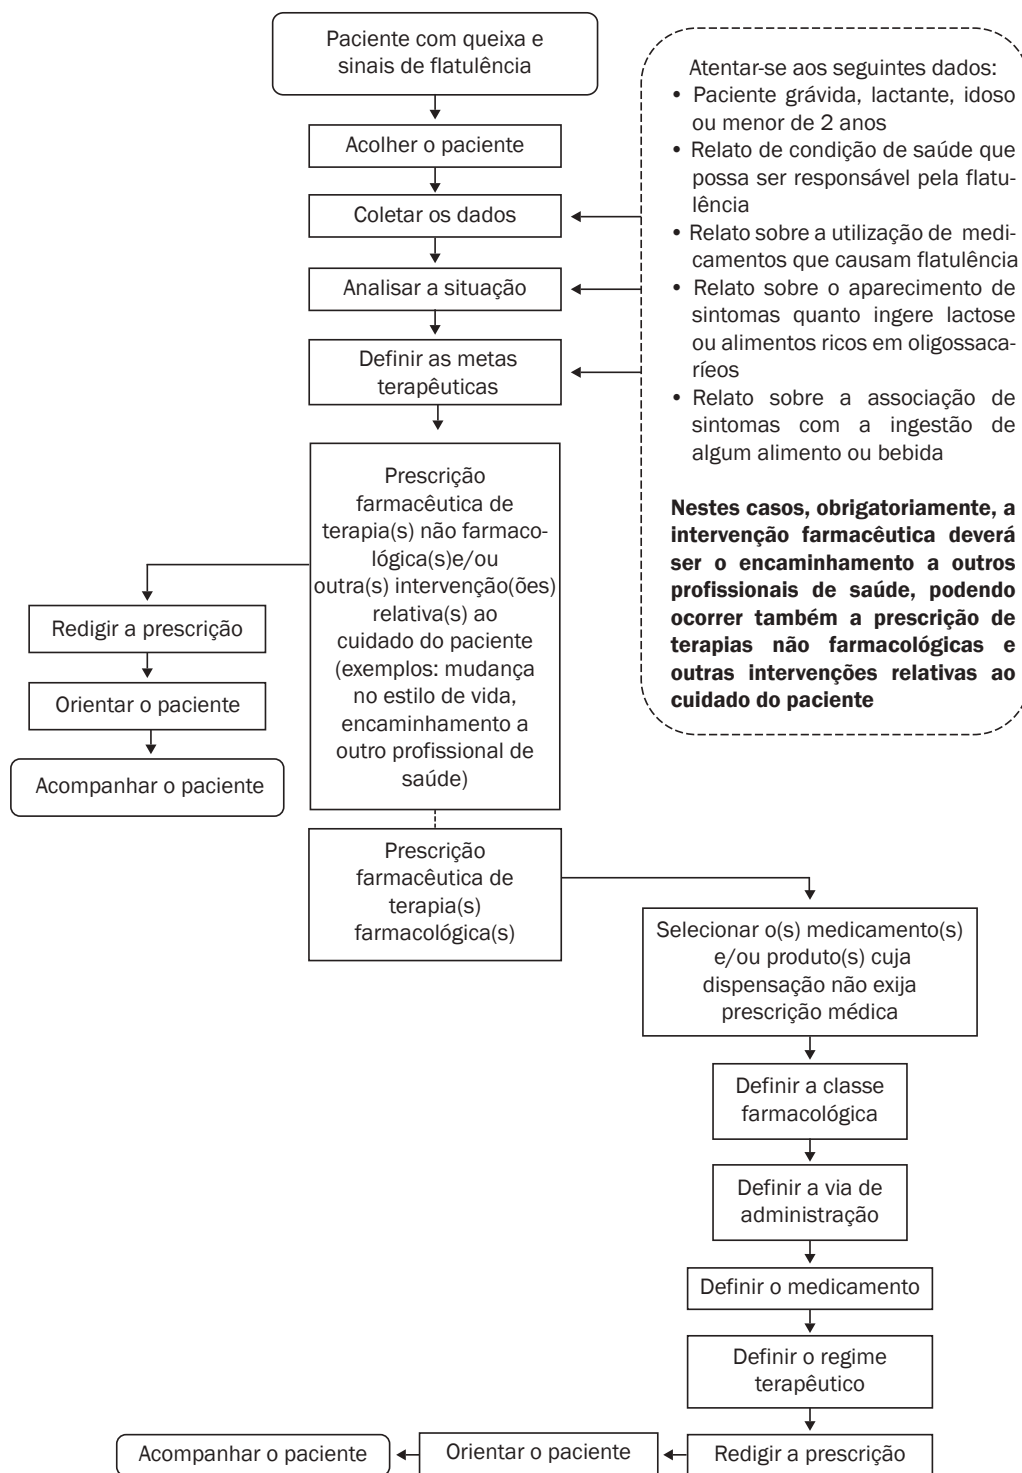 Paciente com queixa e
sinais de flatulência
Acolher o paciente
Coletar os dados
Analisar a situação
Definir as metas
terapêuticas
Atentar-se aos seguintes dados:
• Paciente grávida, lactante, idoso
ou menor de 2 anos
• Relato de condição de saúde que
possa ser responsável pela flatu-
lência
• Relato sobre a utilização de medi-
camentos que causam flatulência
• Relato sobre o aparecimento de
sintomas quanto ingere lactose
ou alimentos ricos em oligossaca-
ríeos
• Relato sobre a associação de
sintomas com a ingestão de
algum alimento ou bebida
Nestes casos, obrigatoriamente, a
intervenção farmacêutica deverá
ser o encaminhamento a outros
profissionais de saúde, podendo
ocorrer também a prescrição de
terapias não farmacológicas e
outras intervenções relativas ao
cuidado do paciente
Prescrição
farmacêutica de
terapia(s) não farmaco-
lógica(s)e/ou
outra(s) intervenção(ões)
relativa(s) ao
cuidado do paciente
(exemplos: mudança
no estilo de vida,
encaminhamento a
outro profissional de
saúde)
Redigir a prescrição
Orientar o paciente
Acompanhar o paciente
Prescrição
farmacêutica de
terapia(s)
farmacológica(s)
Selecionar o(s) medicamento(s)
e/ou produto(s) cuja
dispensação não exija
prescrição médica
Definir a classe
farmacológica
Definir a via de
administração
Definir o medicamento
Definir o regime
terapêutico
Redigir a prescrição
Orientar o paciente
Acompanhar o paciente